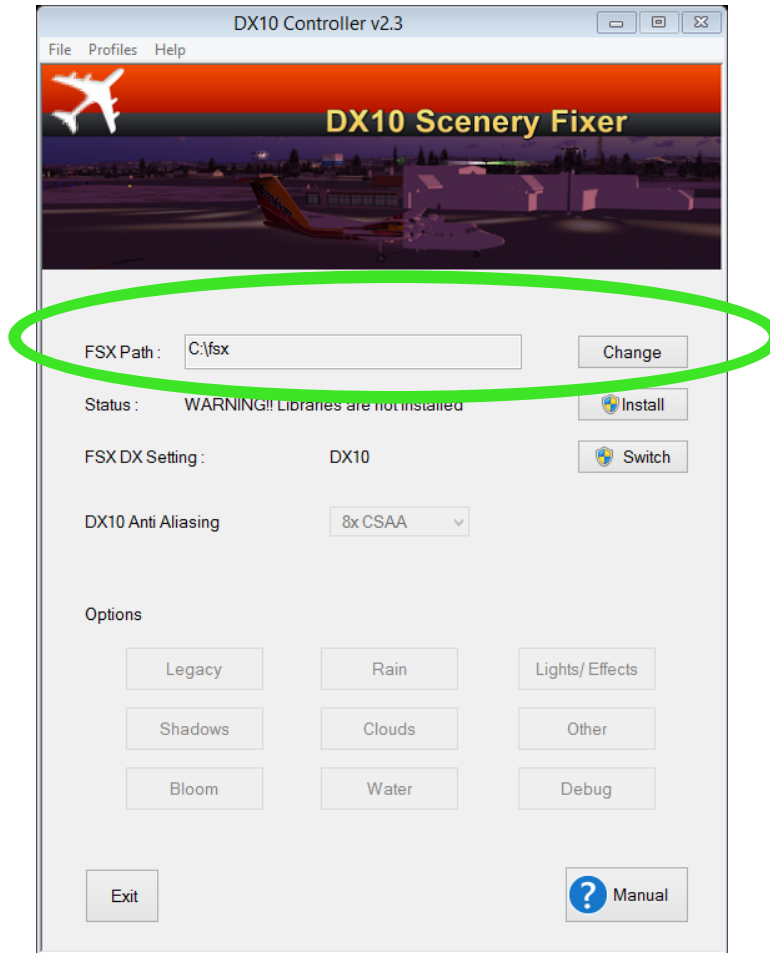 DX10 Controller v2.3
File Profiles Help
DX10 Scenery Fixer
FSX Path : C:\fsx Change
Status : WARNING!! Libraries are not installed Install
FSX DX Setting : DX10 Switch
DX10 Anti Aliasing 8x CSAA
Options
Legacy Rain Lights/ Effects
Shadows Clouds Other
Bloom Water Debug
Exit ? Manual